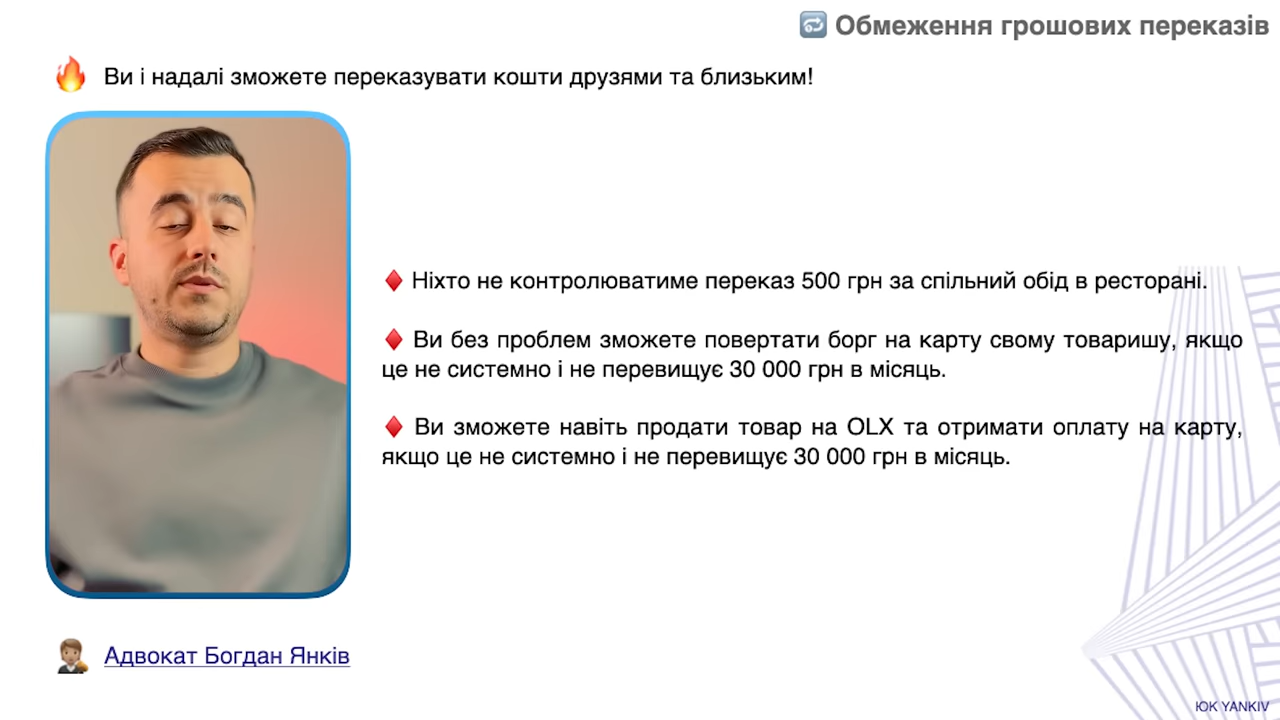 Обмеження грошових переказів
Ви і надалі зможете переказувати кошти друзями та близьким!
Ніхто не контролюватиме переказ 500 грн за спільний обід в ресторані.
Ви без проблем зможете повертати борг на карту свому товаришу, якщо
це не системно і не перевищує 30 000 грн в місяць.
Ви зможете навіть продати товар на OLX та отримати оплату на карту,
якщо це не системно і не перевищує 30 000 грн в місяць.
Адвокат Богдан Янків
ЮК YANKIV